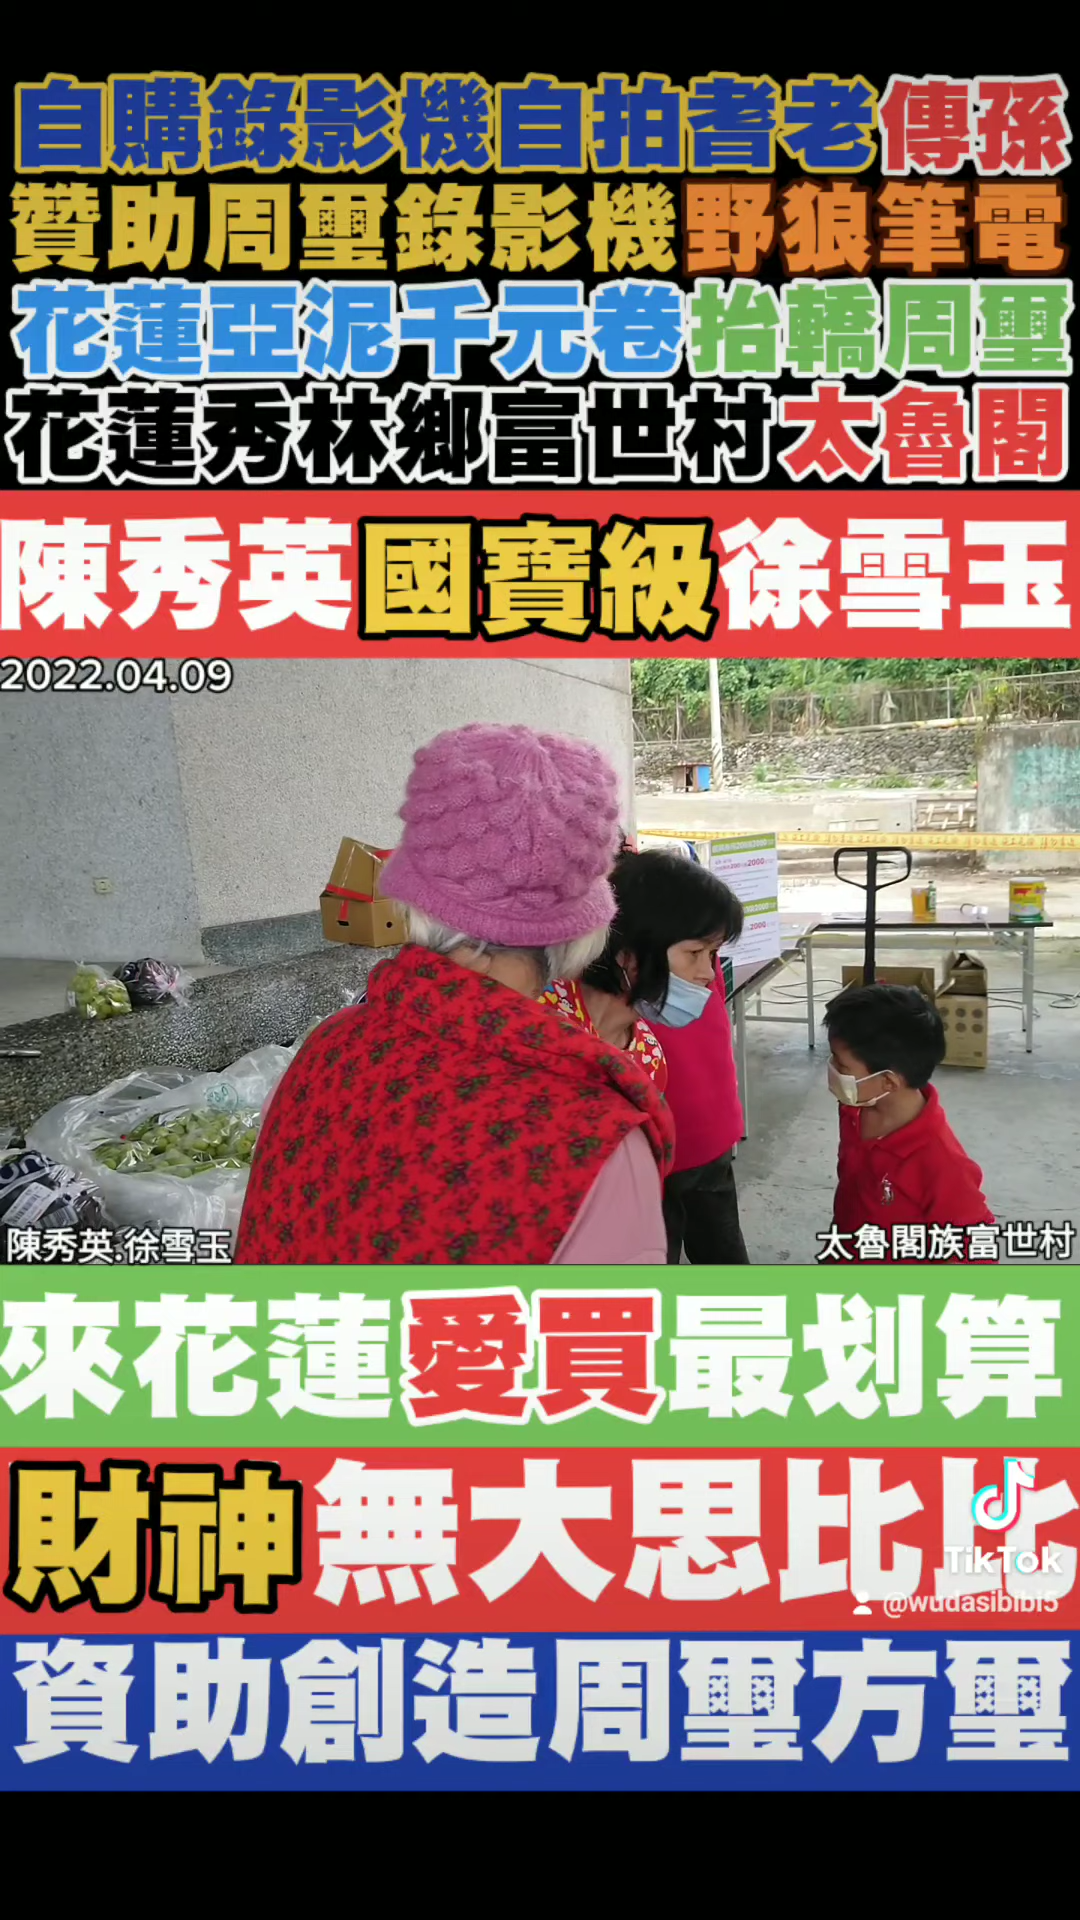 自購錄影機自拍耆老傳孫
贊助周璽錄影機野狼筆電
花蓮亞泥千元卷抬轎周璽
花蓮秀林鄉富世村太魯閣
陳秀英國寶級徐雪玉
2022.04.09
2000
2000
陳秀英.徐雪玉
太魯閣族富世村
來花蓮愛買最划算
財神無大思比比
TikTok
@wudasibibi5
資助創造周璽方璽